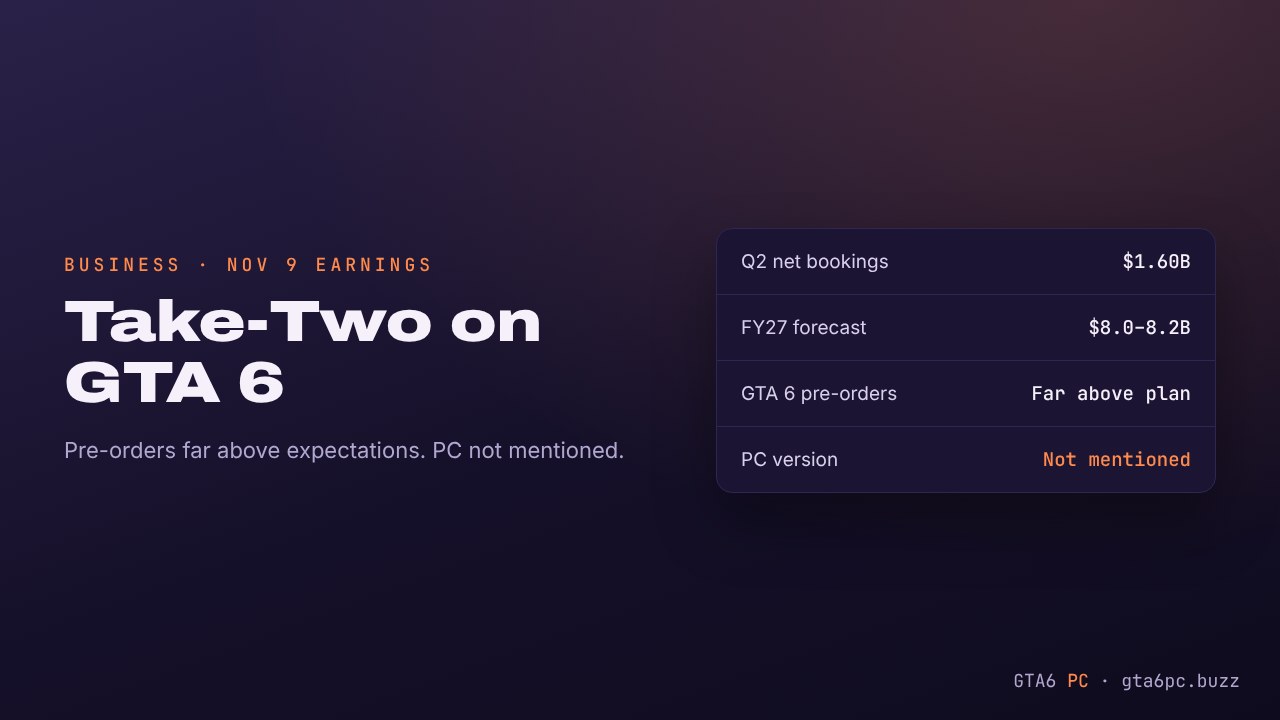 BUSINESS · NOV 9 EARNINGS
Take-Two on
GTA 6
Pre-orders far above expectations. PC not mentioned.
Q2 net bookings $1.60B
FY27 forecast $8.0–8.2B
GTA 6 pre-orders Far above plan
PC version Not mentioned
GTA6 PC · gta6pc.buzz